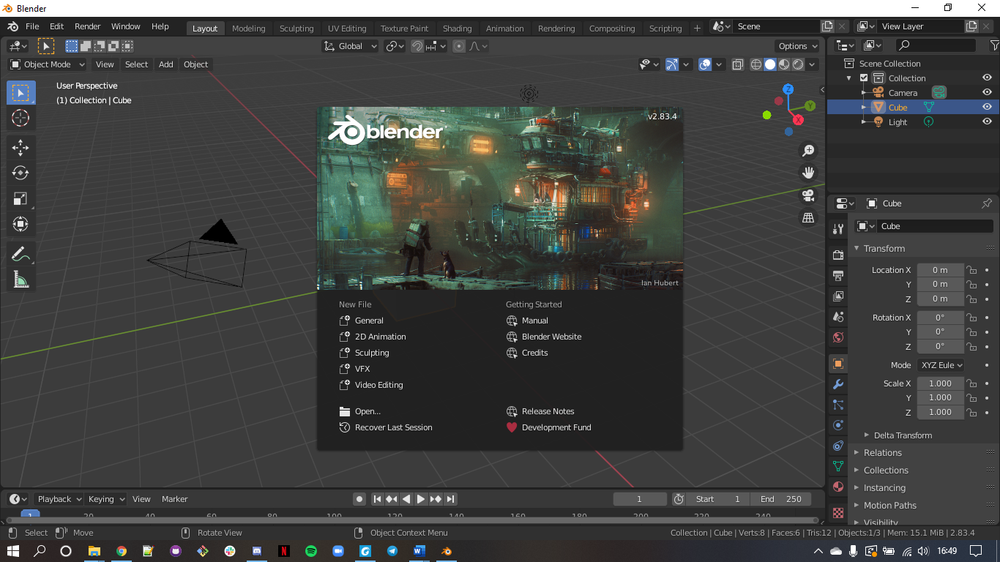 Blender
File Edit Render Window Help Layout Modeling Sculpting UV Editing Texture Paint Shading Animation Rendering Compositing Scripting + Scene View Layer
Global Options
Object Mode View Select Add Object
User Perspective
(1) Collection | Cube
Z
Y
X
Scene Collection
Collection
Camera
Cube
Light
blender
v2.83.4
Ian Hubert
New File
General
2D Animation
Sculpting
VFX
Video Editing
Open...
Recover Last Session
Getting Started
Manual
Blender Website
Credits
Release Notes
Development Fund
Cube
Cube
Transform
Location X 0 m
Y 0 m
Z 0 m
Rotation X 0°
Y 0°
Z 0°
Mode XYZ Eule
Scale X 1.000
Y 1.000
Z 1.000
Delta Transform
Relations
Collections
Instancing
Motion Paths
Visibility
Playback Keying View Marker 1 Start 1 End 250
1 20 40 60 80 100 120 140 160 180 200 220 240
Select Move Rotate View Object Context Menu Collection | Cube | Verts:8 | Faces:6 | Tris:12 | Objects:1/3 | Mem: 15.1 MiB | 2.83.4
16:49